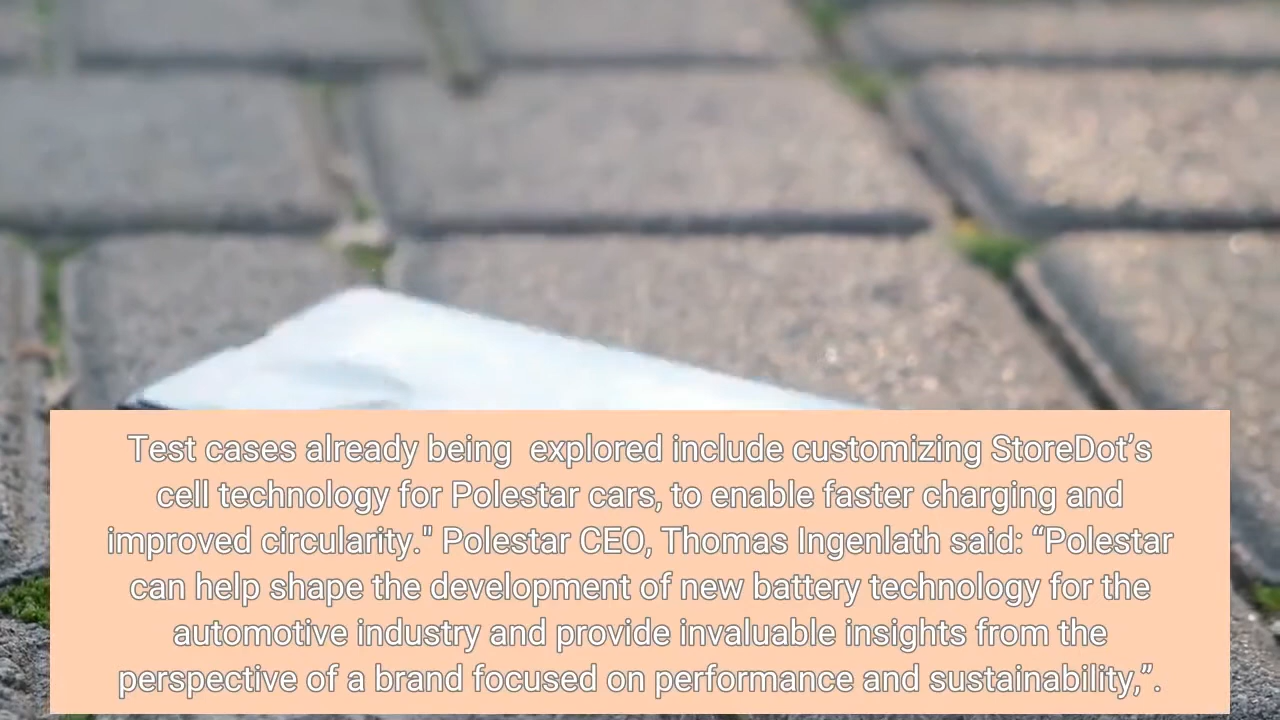 Test cases already being  explored include customizing StoreDot’s
cell technology for Polestar cars, to enable faster charging and
improved circularity." Polestar CEO, Thomas Ingenlath said: “Polestar
can help shape the development of new battery technology for the
automotive industry and provide invaluable insights from the
perspective of a brand focused on performance and sustainability,”.